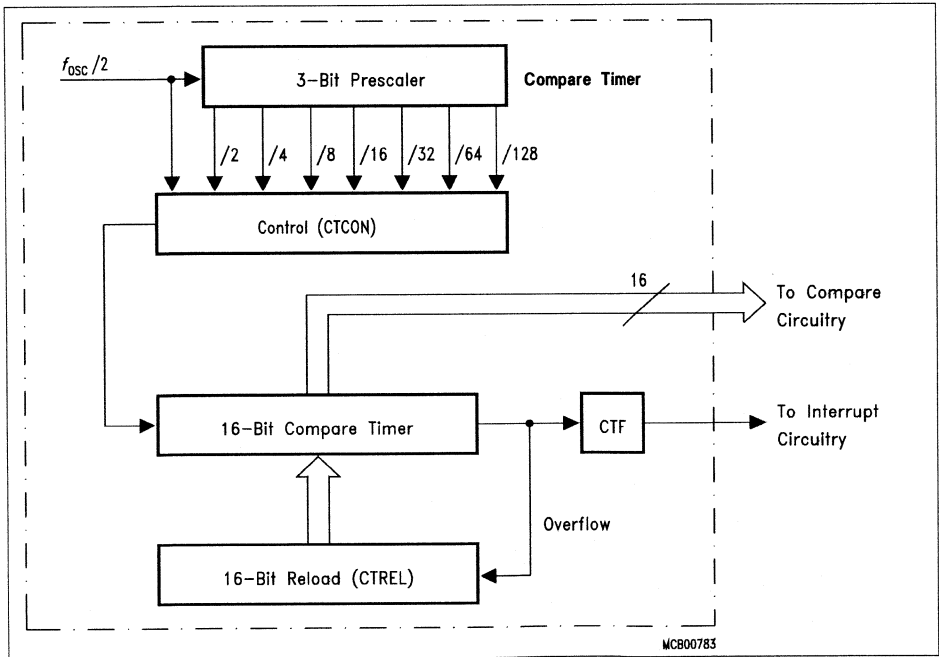 fOSC/2
3-Bit Prescaler
Compare Timer
/2
/4
/8
/16
/32
/64
/128
Control (CTCON)
16
To Compare
Circuitry
16-Bit Compare Timer
CTF
To Interrupt
Circuitry
Overflow
16-Bit Reload (CTREL)
MCB00783